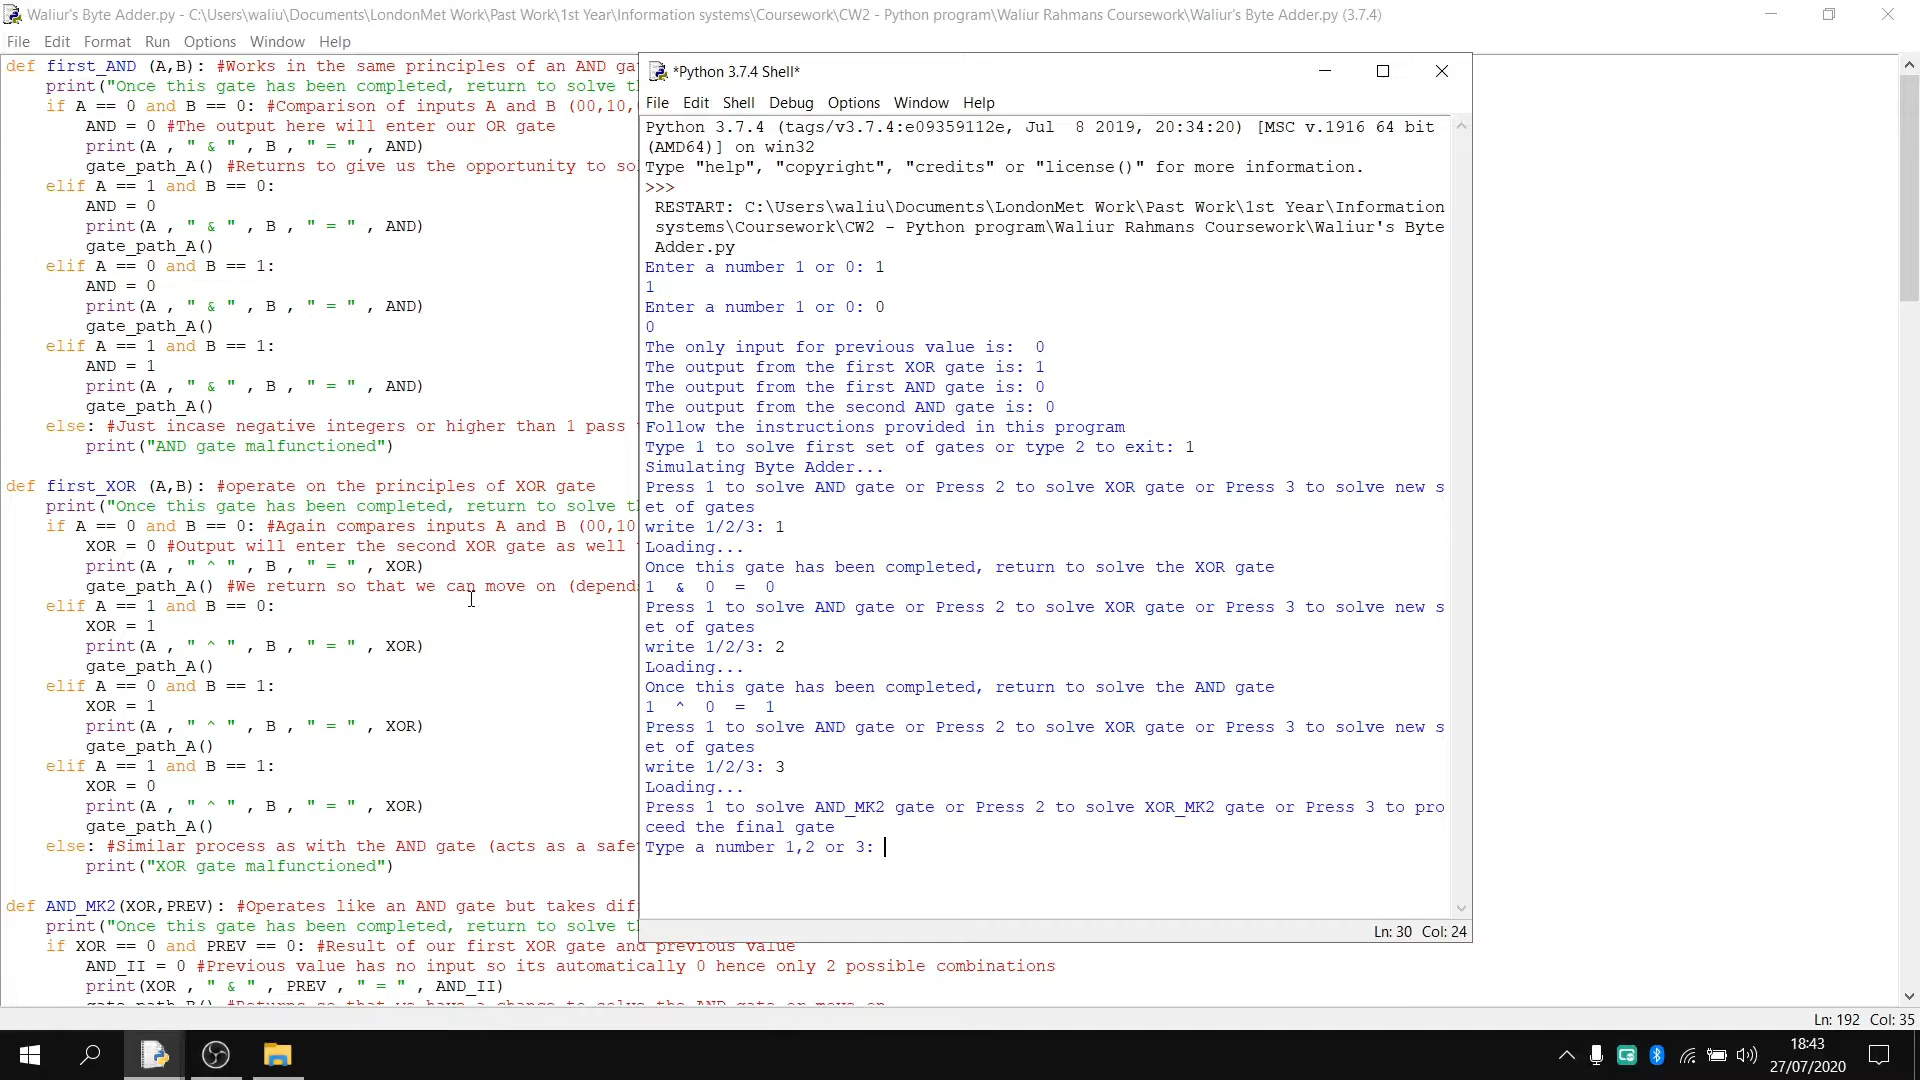 Waliur's Byte Adder.py - C:\Users\waliu\Documents\LondonMet Work\Past Work\1st Year\Information systems\Coursework\CW2 - Python program\Waliur Rahmans Coursework\Waliur's Byte Adder.py (3.7.4)
File Edit Format Run Options Window Help
def first_AND (A,B): #Works in the same principles of an AND ga
print("Once this gate has been completed, return to solve t
if A == 0 and B == 0: #Comparison of inputs A and B (00,10,
AND = 0 #The output here will enter our OR gate
print(A , " & " , B , " = " , AND)
gate_path_A() #Returns to give us the opportunity to so
elif A == 1 and B == 0:
AND = 0
print(A , " & " , B , " = " , AND)
gate_path_A()
elif A == 0 and B == 1:
AND = 0
print(A , " & " , B , " = " , AND)
gate_path_A()
elif A == 1 and B == 1:
AND = 1
print(A , " & " , B , " = " , AND)
gate_path_A()
else: #Just incase negative integers or higher than 1 pass
print("AND gate malfunctioned")
def first_XOR (A,B): #operate on the principles of XOR gate
print("Once this gate has been completed, return to solve t
if A == 0 and B == 0: #Again compares inputs A and B (00,10
XOR = 0 #Output will enter the second XOR gate as well
print(A , " ^ " , B , " = " , XOR)
gate_path_A() #We return so that we can move on (depend
elif A == 1 and B == 0:
XOR = 1
print(A , " ^ " , B , " = " , XOR)
gate_path_A()
elif A == 0 and B == 1:
XOR = 1
print(A , " ^ " , B , " = " , XOR)
gate_path_A()
elif A == 1 and B == 1:
XOR = 0
print(A , " ^ " , B , " = " , XOR)
gate_path_A()
else: #Similar process as with the AND gate (acts as a safe
print("XOR gate malfunctioned")
def AND_MK2(XOR,PREV): #Operates like an AND gate but takes dif
print("Once this gate has been completed, return to solve t
if XOR == 0 and PREV == 0: #Result of our first XOR gate and previous value
AND_II = 0 #Previous value has no input so its automatically 0 hence only 2 possible combinations
print(XOR , " & " , PREV , " = " , AND_II)
*Python 3.7.4 Shell*
File Edit Shell Debug Options Window Help
Python 3.7.4 (tags/v3.7.4:e09359112e, Jul 8 2019, 20:34:20) [MSC v.1916 64 bit
(AMD64)] on win32
Type "help", "copyright", "credits" or "license()" for more information.
>>>
RESTART: C:\Users\waliu\Documents\LondonMet Work\Past Work\1st Year\Information
systems\Coursework\CW2 - Python program\Waliur Rahmans Coursework\Waliur's Byte
Adder.py
Enter a number 1 or 0: 1
1
Enter a number 1 or 0: 0
0
The only input for previous value is: 0
The output from the first XOR gate is: 1
The output from the first AND gate is: 0
The output from the second AND gate is: 0
Follow the instructions provided in this program
Type 1 to solve first set of gates or type 2 to exit: 1
Simulating Byte Adder...
Press 1 to solve AND gate or Press 2 to solve XOR gate or Press 3 to solve new s
et of gates
write 1/2/3: 1
Loading...
Once this gate has been completed, return to solve the XOR gate
1 & 0 = 0
Press 1 to solve AND gate or Press 2 to solve XOR gate or Press 3 to solve new s
et of gates
write 1/2/3: 2
Loading...
Once this gate has been completed, return to solve the AND gate
1 ^ 0 = 1
Press 1 to solve AND gate or Press 2 to solve XOR gate or Press 3 to solve new s
et of gates
write 1/2/3: 3
Loading...
Press 1 to solve AND_MK2 gate or Press 2 to solve XOR_MK2 gate or Press 3 to pro
ceed the final gate
Type a number 1,2 or 3:
Ln: 30 Col: 24
Ln: 192 Col: 35
18:43
27/07/2020